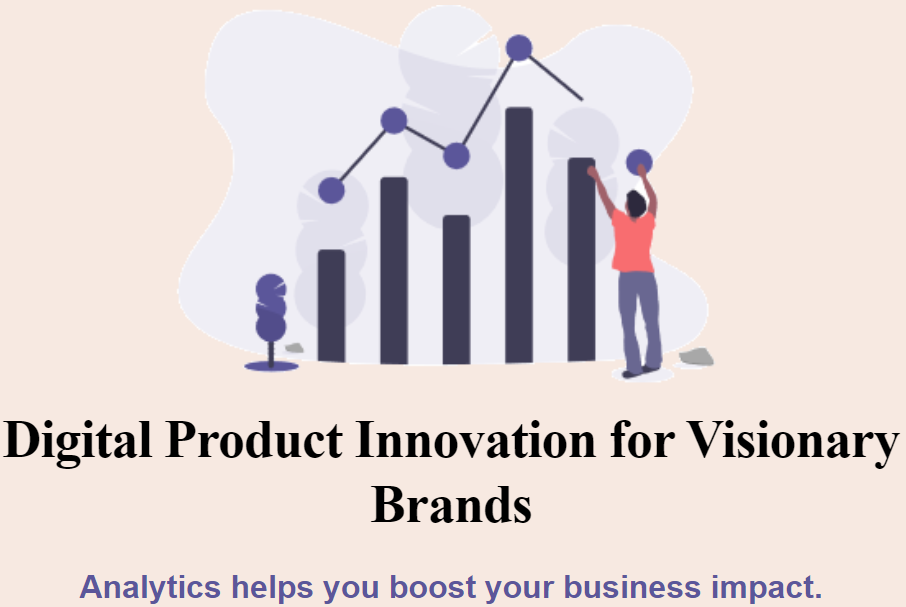 Digital Product Innovation for Visionary
Brands
Analytics helps you boost your business impact.